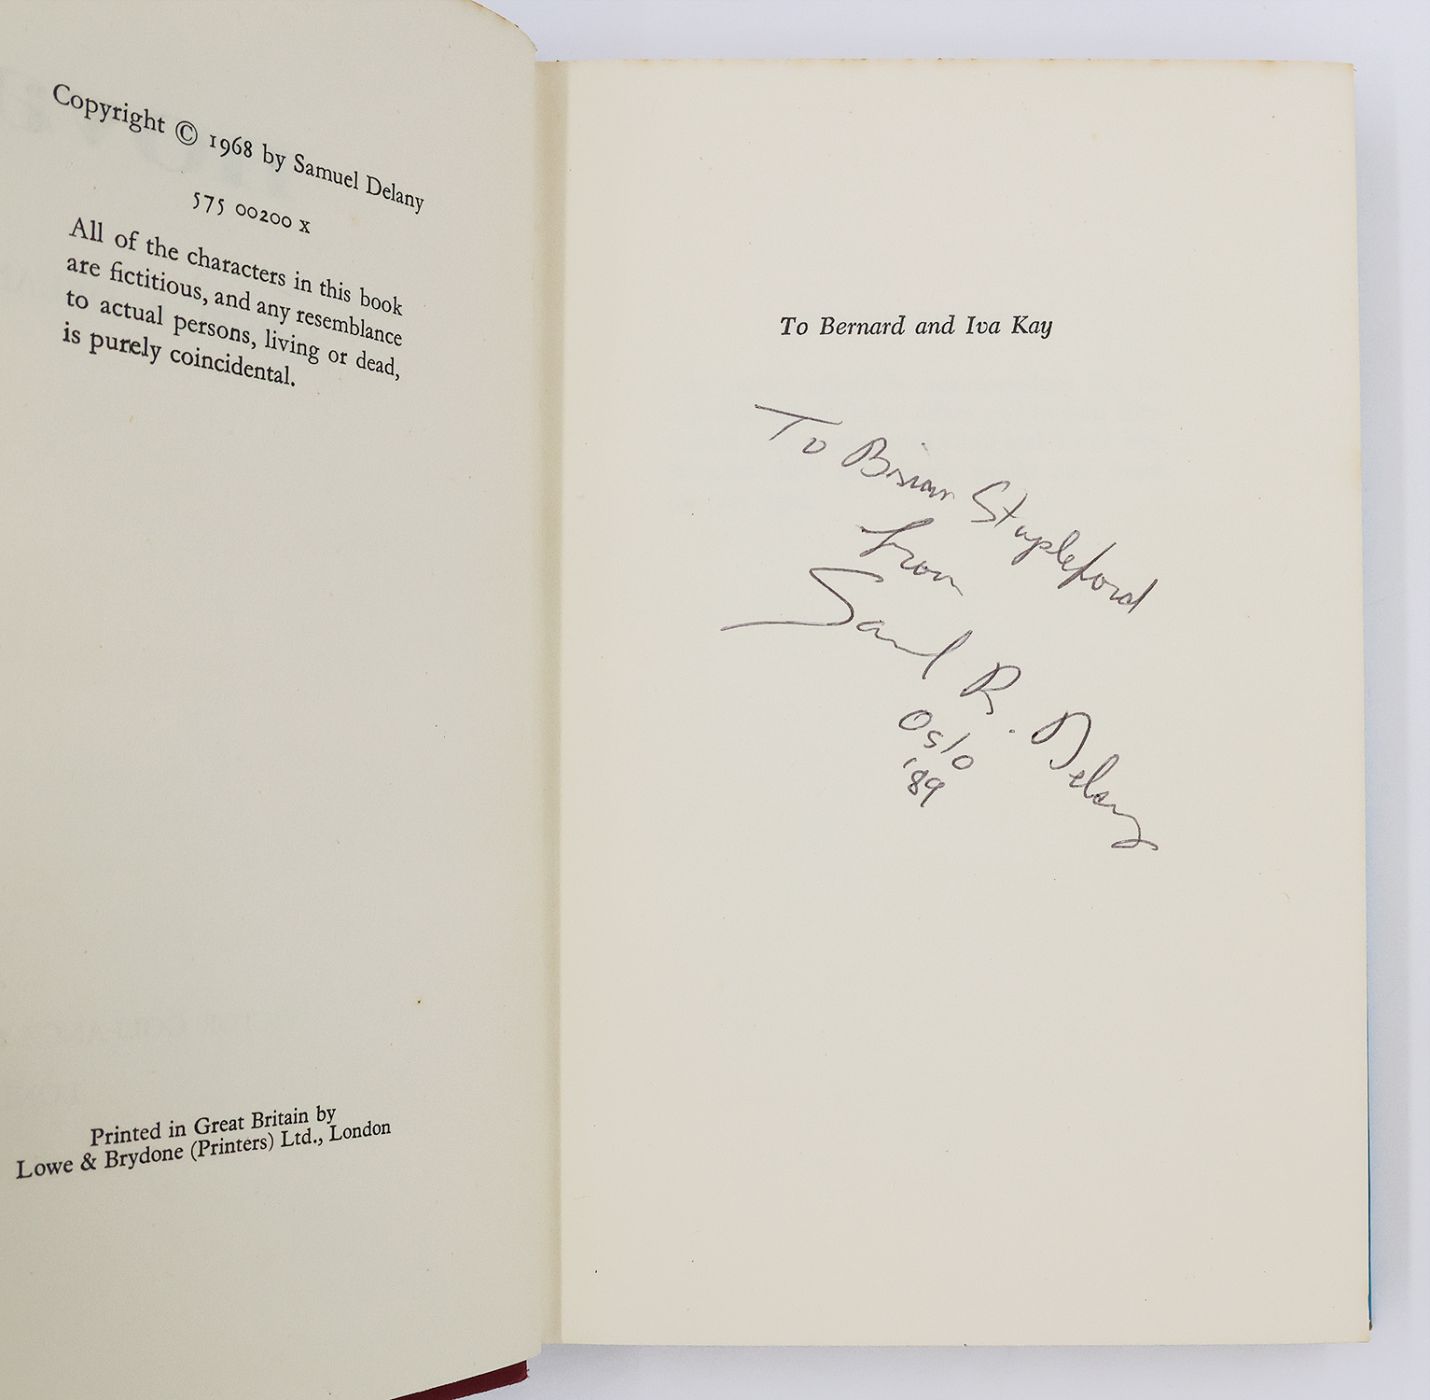 Copyright © 1968 by Samuel Delany
575 00200 x
All of the characters in this book
are fictitious, and any resemblance
to actual persons, living or dead,
is purely coincidental.
Printed in Great Britain by
Lowe & Brydone (Printers) Ltd., London
To Bernard and Iva Kay
To Brian Stapleford
from
Saml R. Delany
Oslo
'89